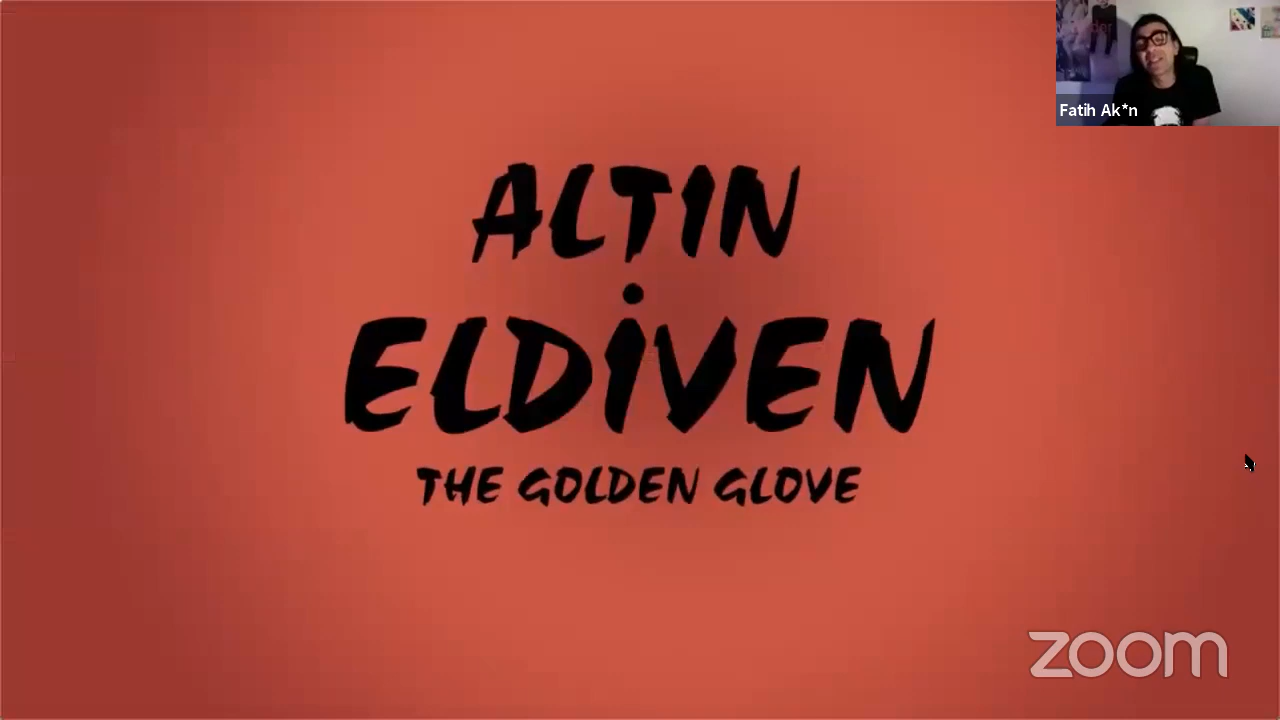 Fatih Ak*n
ALTIN
ELDİVEN
THE GOLDEN GLOVE
zoom